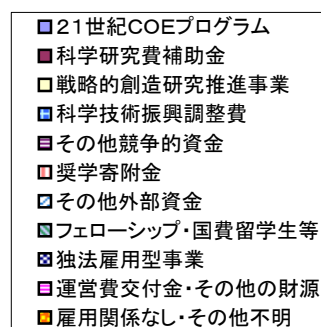 21世紀COEプログラム
科学研究費補助金
戦略的創造研究推進事業
科学技術振興調整費
その他競争的資金
奨学寄附金
その他外部資金
フェローシップ・国費留学生等
独法雇用型事業
運営費交付金・その他の財源
雇用関係なし・その他不明